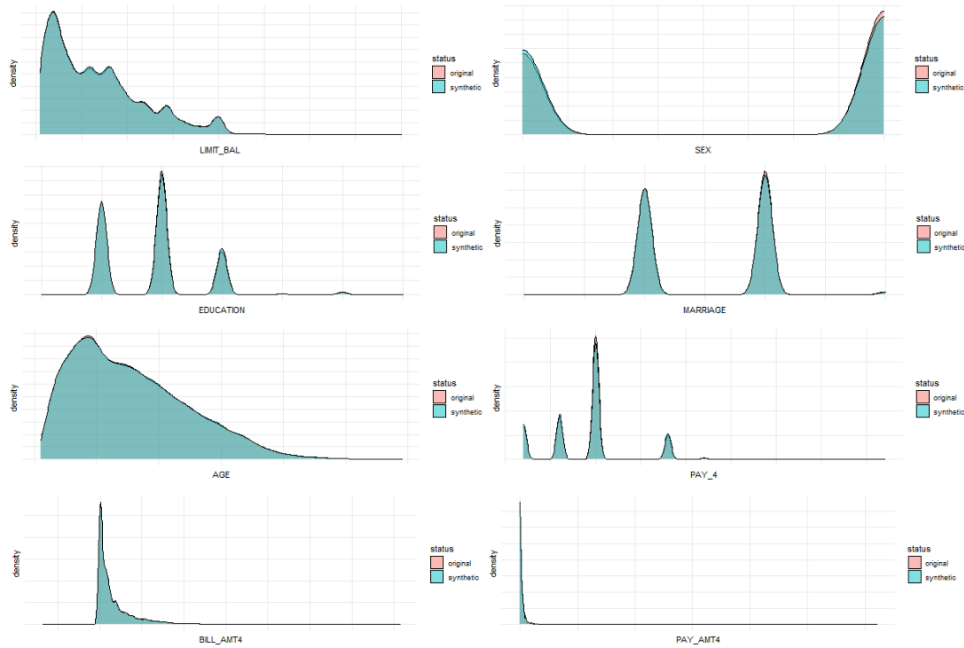 density
LIMIT_BAL
status
original
synthetic
density
SEX
status
original
synthetic
density
EDUCATION
status
original
synthetic
density
MARRIAGE
status
original
synthetic
density
AGE
status
original
synthetic
density
PAY_4
status
original
synthetic
density
BILL_AMT4
status
original
synthetic
density
PAY_AMT4
status
original
synthetic